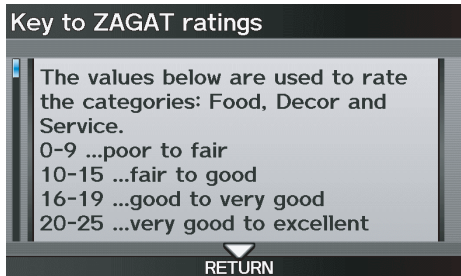 Key to ZAGAT ratings
The values below are used to rate
the categories: Food, Decor and
Service.
0-9 ...poor to fair
10-15 ...fair to good
16-19 ...good to very good
20-25 ...very good to excellent
RETURN